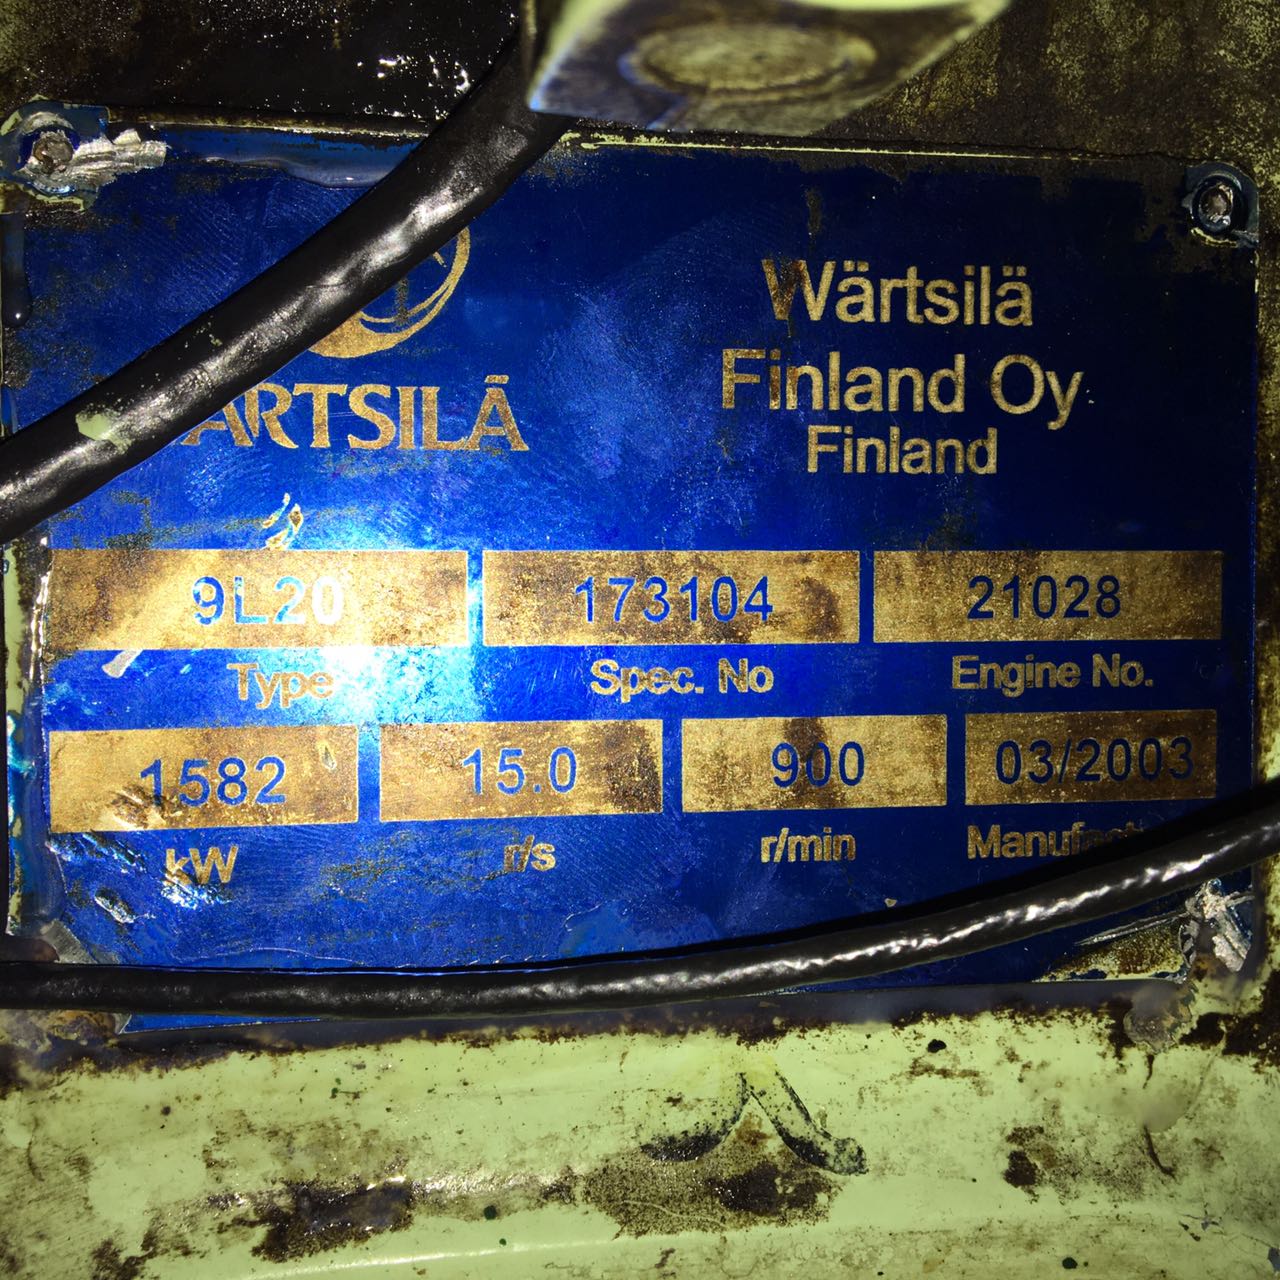 Wärtsilä
Finland Oy
Finland
ARTSILÄ
9L20 173104 21028
Type Spec. No Engine No.
1582 15.0 900 03/2003
kW r/s r/min